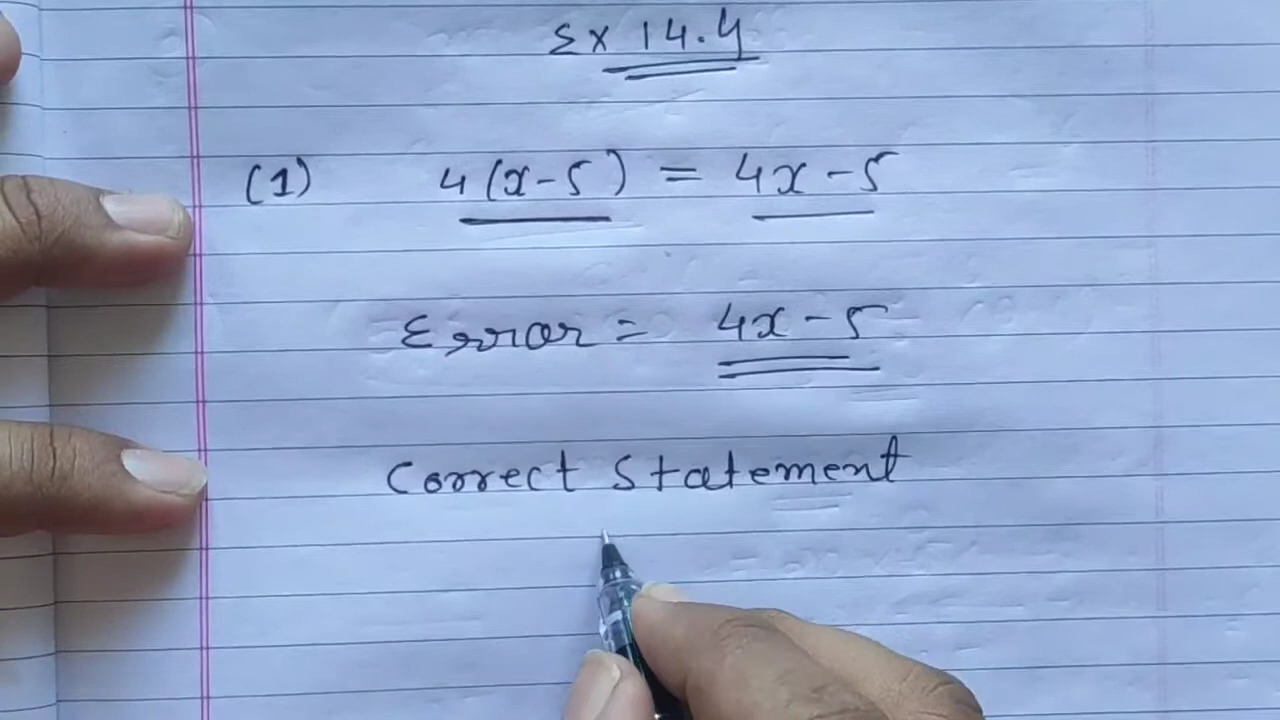 Ex 14.4
(1) 4(x-5) = 4x-5
Error = 4x-5
Correct Statement